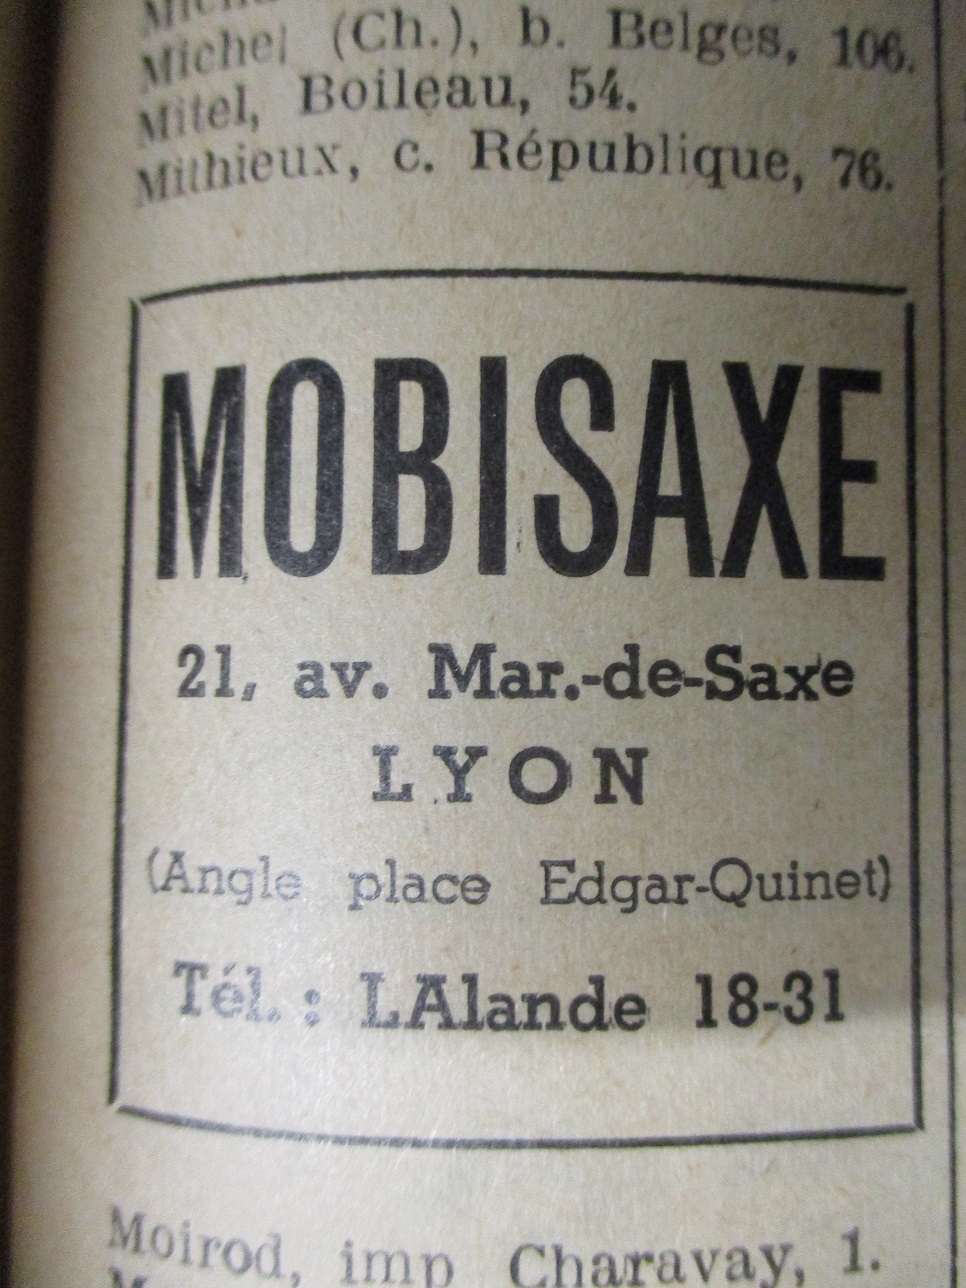 Michel (Ch.), b. Belges, 106.
Mitel, Boileau, 54.
Mithieux, c. République, 76.
MOBISAXE
21, av. Mar.-de-Saxe
LYON
(Angle place Edgar-Quinet)
Tél. : LAlande 18-31
Moirod, imp Charavay, 1.